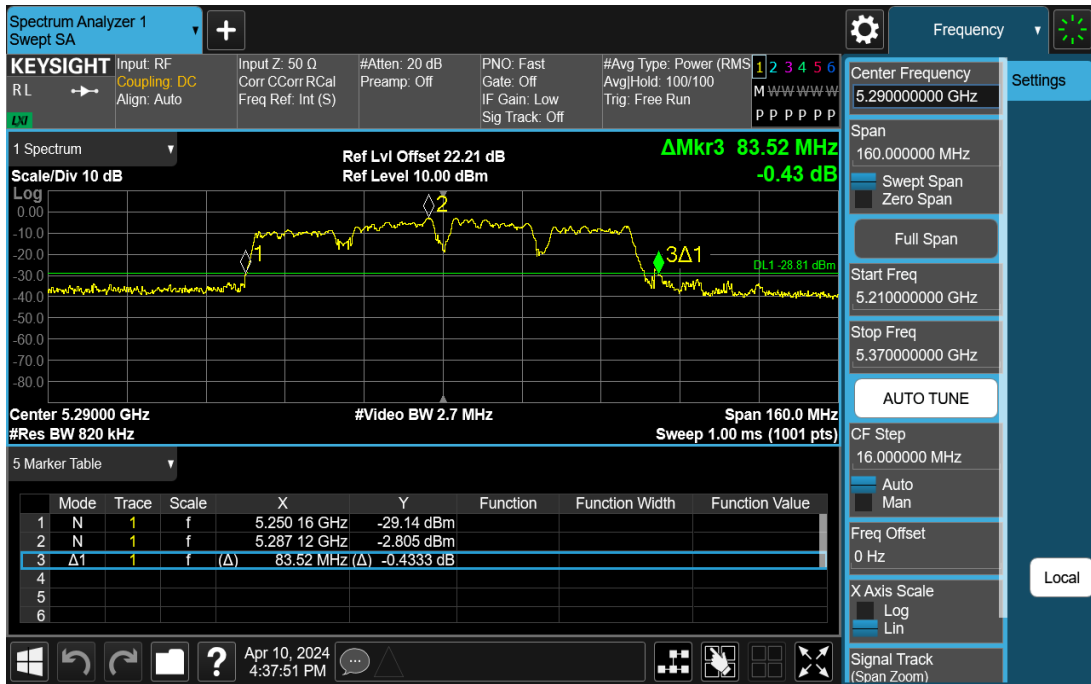 Spectrum Analyzer 1
Swept SA
+
Frequency
KEYSIGHT
R L
LXI
Input: RF
Coupling: DC
Align: Auto
Input Z: 50 Ω
Corr CCorr RCal
Freq Ref: Int (S)
#Atten: 20 dB
Preamp: Off
PNO: Fast
Gate: Off
IF Gain: Low
Sig Track: Off
#Avg Type: Power (RMS
Avg|Hold: 100/100
Trig: Free Run
1 2 3 4 5 6
M W W W W W
P P P P P P
1 Spectrum
Scale/Div 10 dB
Ref Lvl Offset 22.21 dB
Ref Level 10.00 dBm
ΔMkr3 83.52 MHz
-0.43 dB
Log
0.00
-10.0
-20.0
-30.0
-40.0
-50.0
-60.0
-70.0
-80.0
1
2
3Δ1
DL1 -28.81 dBm
Center 5.29000 GHz
#Res BW 820 kHz
#Video BW 2.7 MHz
Span 160.0 MHz
Sweep 1.00 ms (1001 pts)
5 Marker Table
Mode Trace Scale X Y Function Function Width Function Value
1 N 1 f 5.250 16 GHz -29.14 dBm
2 N 1 f 5.287 12 GHz -2.805 dBm
3 Δ1 1 f (Δ) 83.52 MHz (Δ) -0.4333 dB
4
5
6
Apr 10, 2024
4:37:51 PM
?
Center Frequency
5.290000000 GHz
Span
160.000000 MHz
Swept Span
Zero Span
Full Span
Start Freq
5.210000000 GHz
Stop Freq
5.370000000 GHz
AUTO TUNE
CF Step
16.000000 MHz
Auto
Man
Freq Offset
0 Hz
X Axis Scale
Log
Lin
Signal Track
(Span Zoom)
Settings
Local